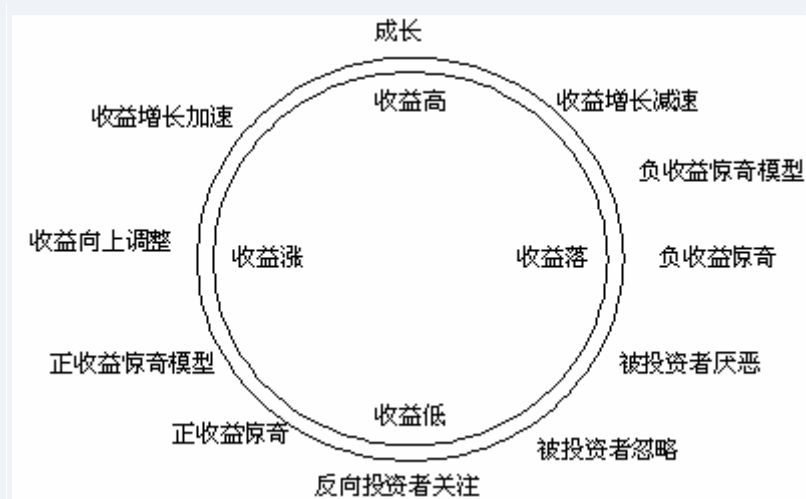 成长
收益高
收益增长加速
收益增长减速
负收益惊奇模型
收益向上调整
收益涨
收益落
负收益惊奇
正收益惊奇模型
被投资者厌恶
收益低
正收益惊奇
被投资者忽略
反向投资者关注